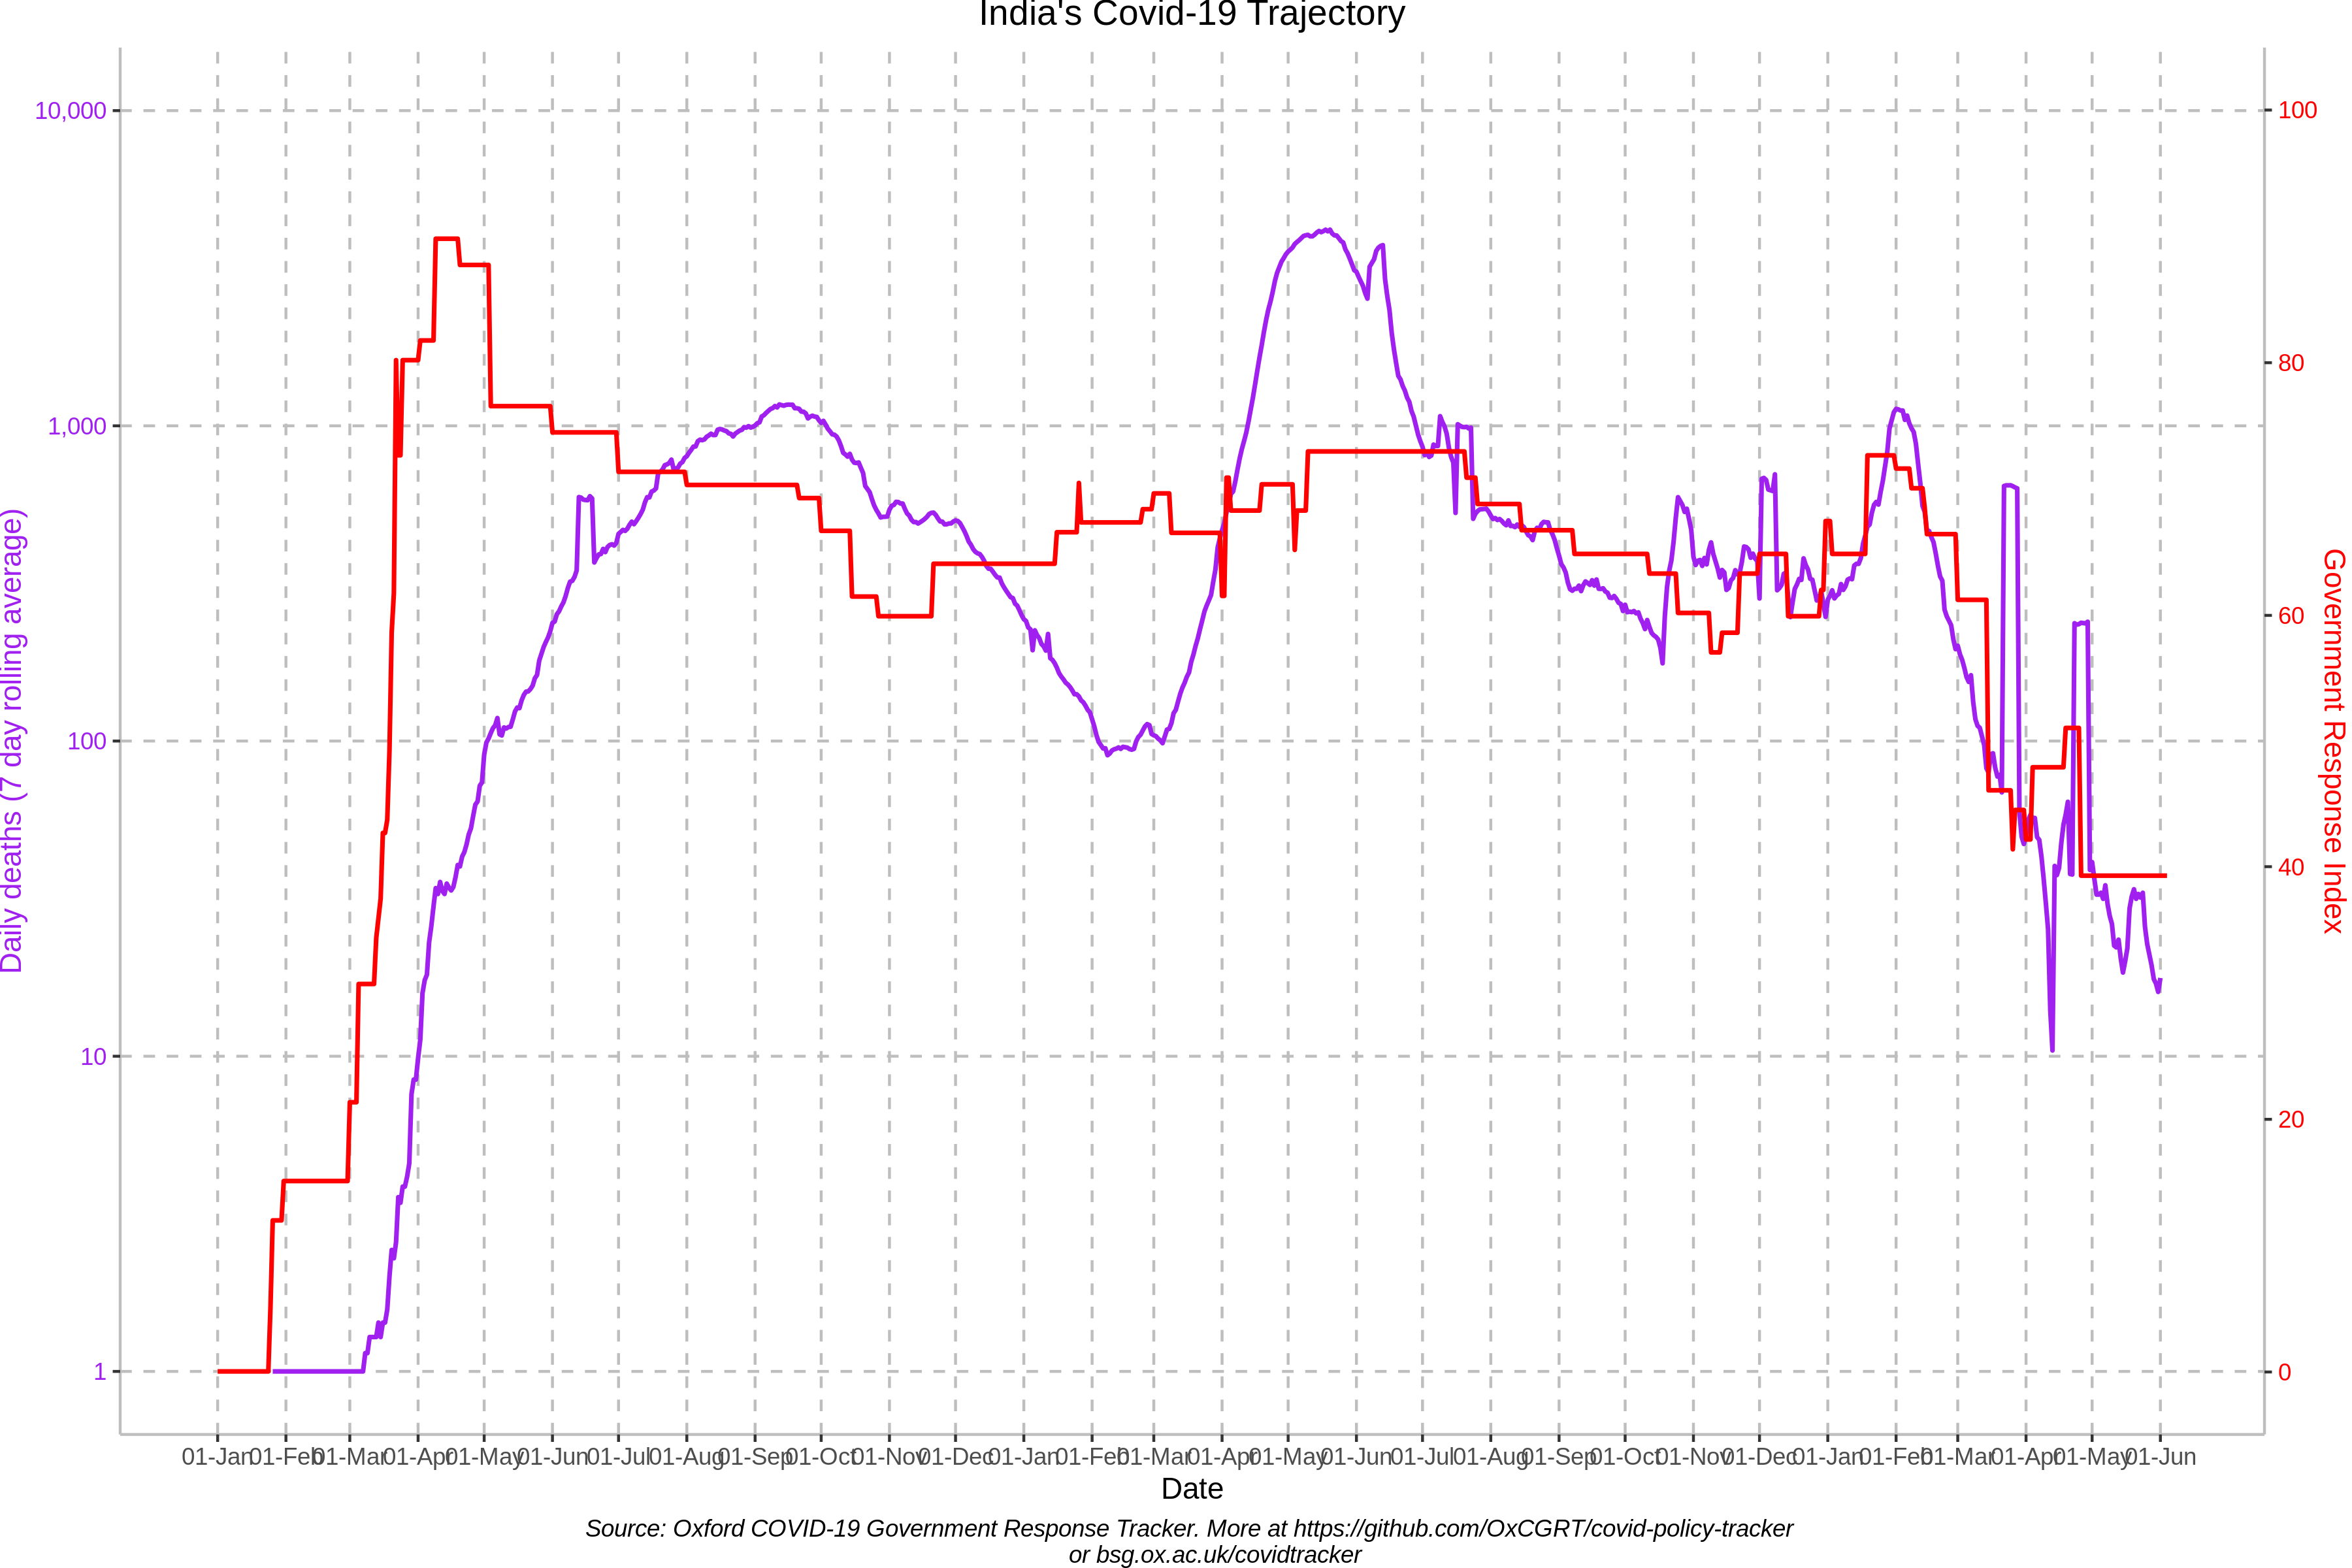 India's Covid-19 Trajectory
10,000
1,000
100
10
1
Daily deaths (7 day rolling average)
100
80
60
40
20
0
Government Response Index
01-Jan 01-Feb 01-Mar 01-Apr 01-May 01-Jun 01-Jul 01-Aug 01-Sep 01-Oct 01-Nov 01-Dec 01-Jan 01-Feb 01-Mar 01-Apr 01-May 01-Jun 01-Jul 01-Aug 01-Sep 01-Oct 01-Nov 01-Dec 01-Jan 01-Feb 01-Mar 01-Apr 01-May 01-Jun
Date
Source: Oxford COVID-19 Government Response Tracker. More at https://github.com/OxCGRT/covid-policy-tracker
or bsg.ox.ac.uk/covidtracker